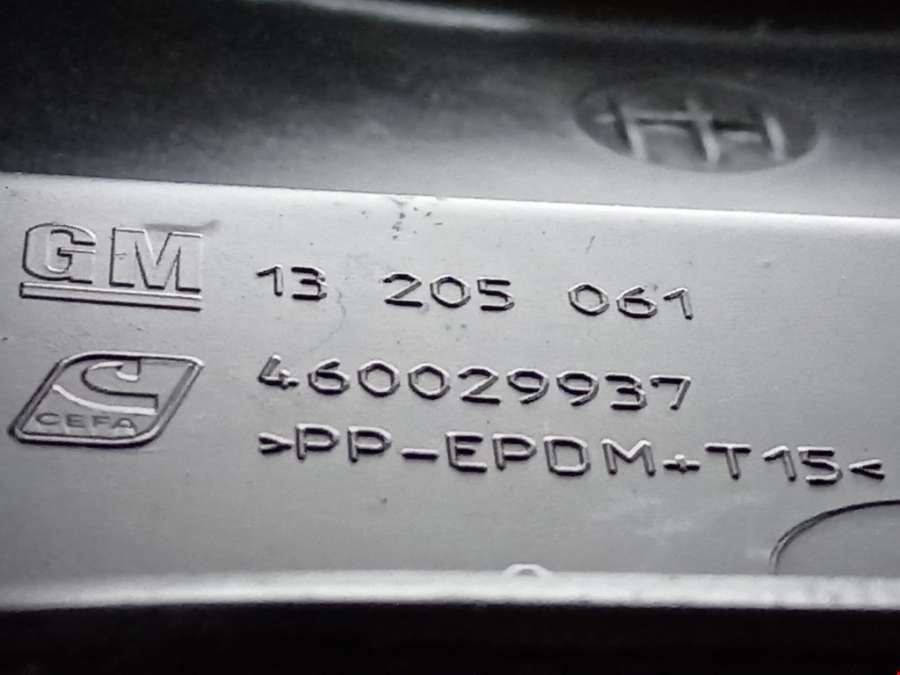 GM 13 205 061
460029937
CEFA
>PP-EPDM+T15<